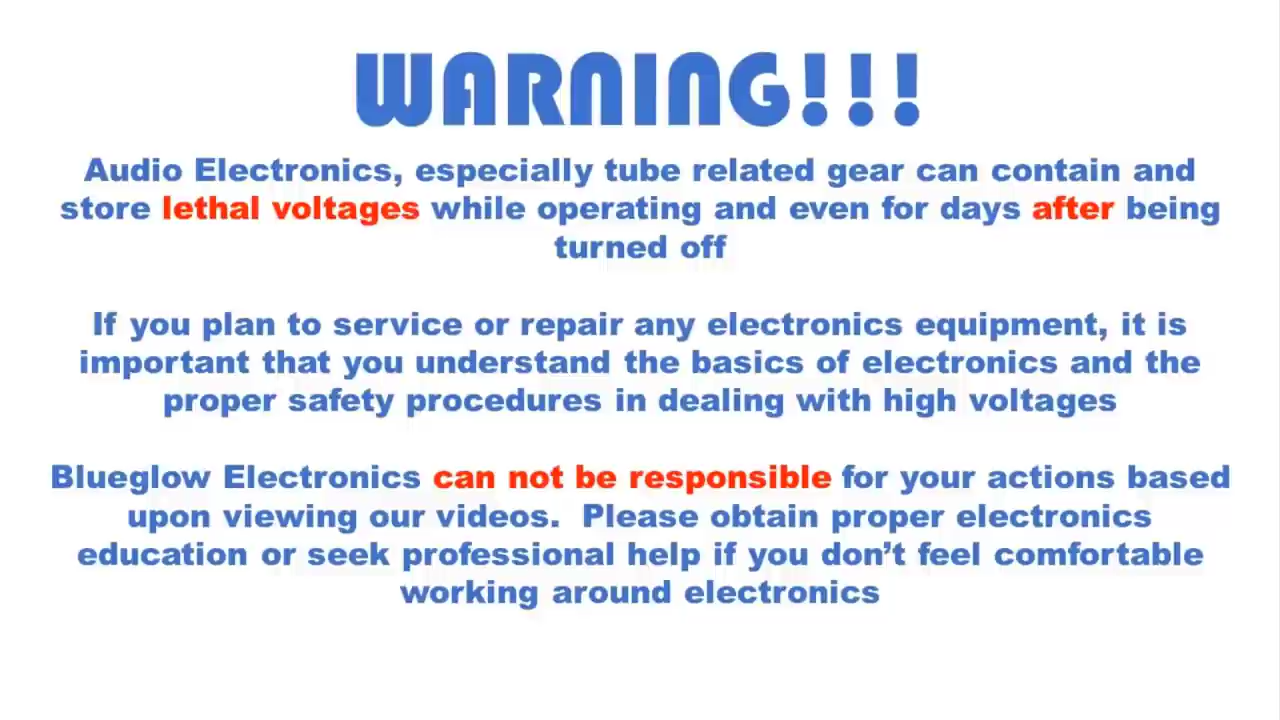 WARNING!!!
Audio Electronics, especially tube related gear can contain and
store lethal voltages while operating and even for days after being
turned off
If you plan to service or repair any electronics equipment, it is
important that you understand the basics of electronics and the
proper safety procedures in dealing with high voltages
Blueglow Electronics can not be responsible for your actions based
upon viewing our videos.  Please obtain proper electronics
education or seek professional help if you don’t feel comfortable
working around electronics